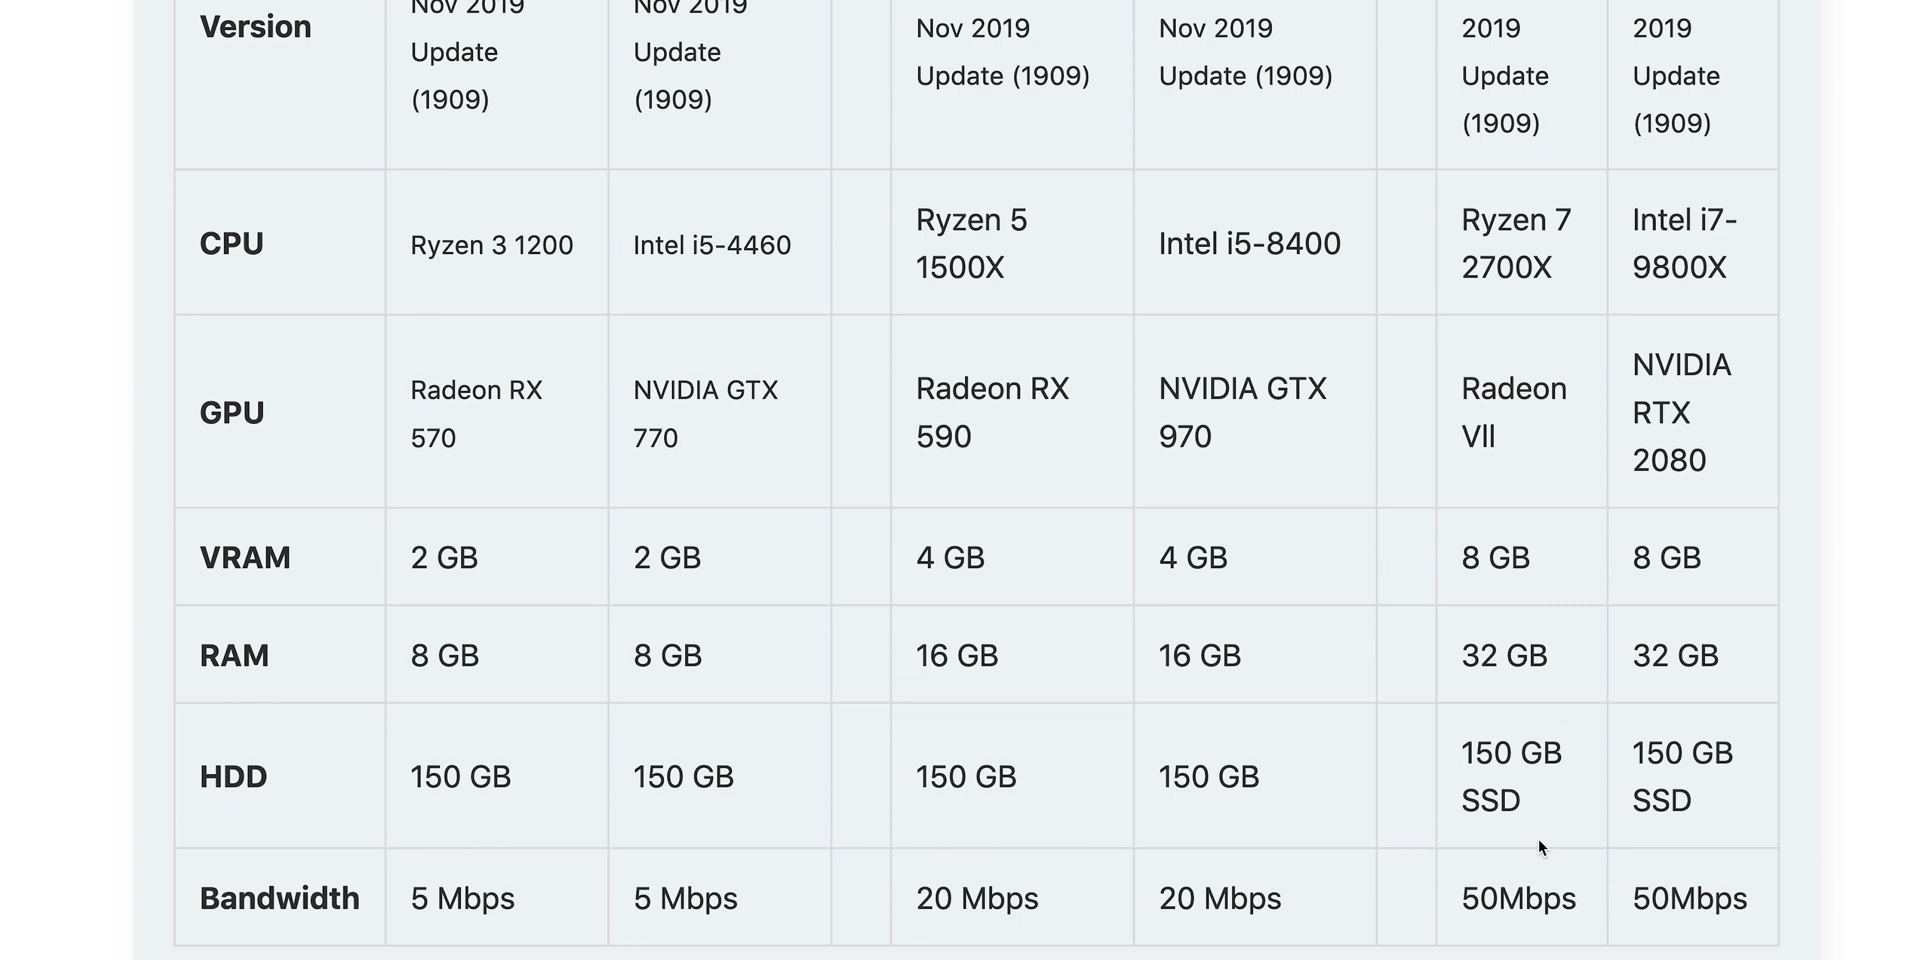 Version
Nov 2019
Update
(1909)
Nov 2019
Update
(1909)
Nov 2019
Update (1909)
Nov 2019
Update (1909)
2019
Update
(1909)
2019
Update
(1909)
CPU
Ryzen 3 1200
Intel i5-4460
Ryzen 5
1500X
Intel i5-8400
Ryzen 7
2700X
Intel i7-
9800X
GPU
Radeon RX
570
NVIDIA GTX
770
Radeon RX
590
NVIDIA GTX
970
Radeon
Vll
NVIDIA
RTX
2080
VRAM
2 GB
2 GB
4 GB
4 GB
8 GB
8 GB
RAM
8 GB
8 GB
16 GB
16 GB
32 GB
32 GB
HDD
150 GB
150 GB
150 GB
150 GB
150 GB
SSD
150 GB
SSD
Bandwidth
5 Mbps
5 Mbps
20 Mbps
20 Mbps
50Mbps
50Mbps